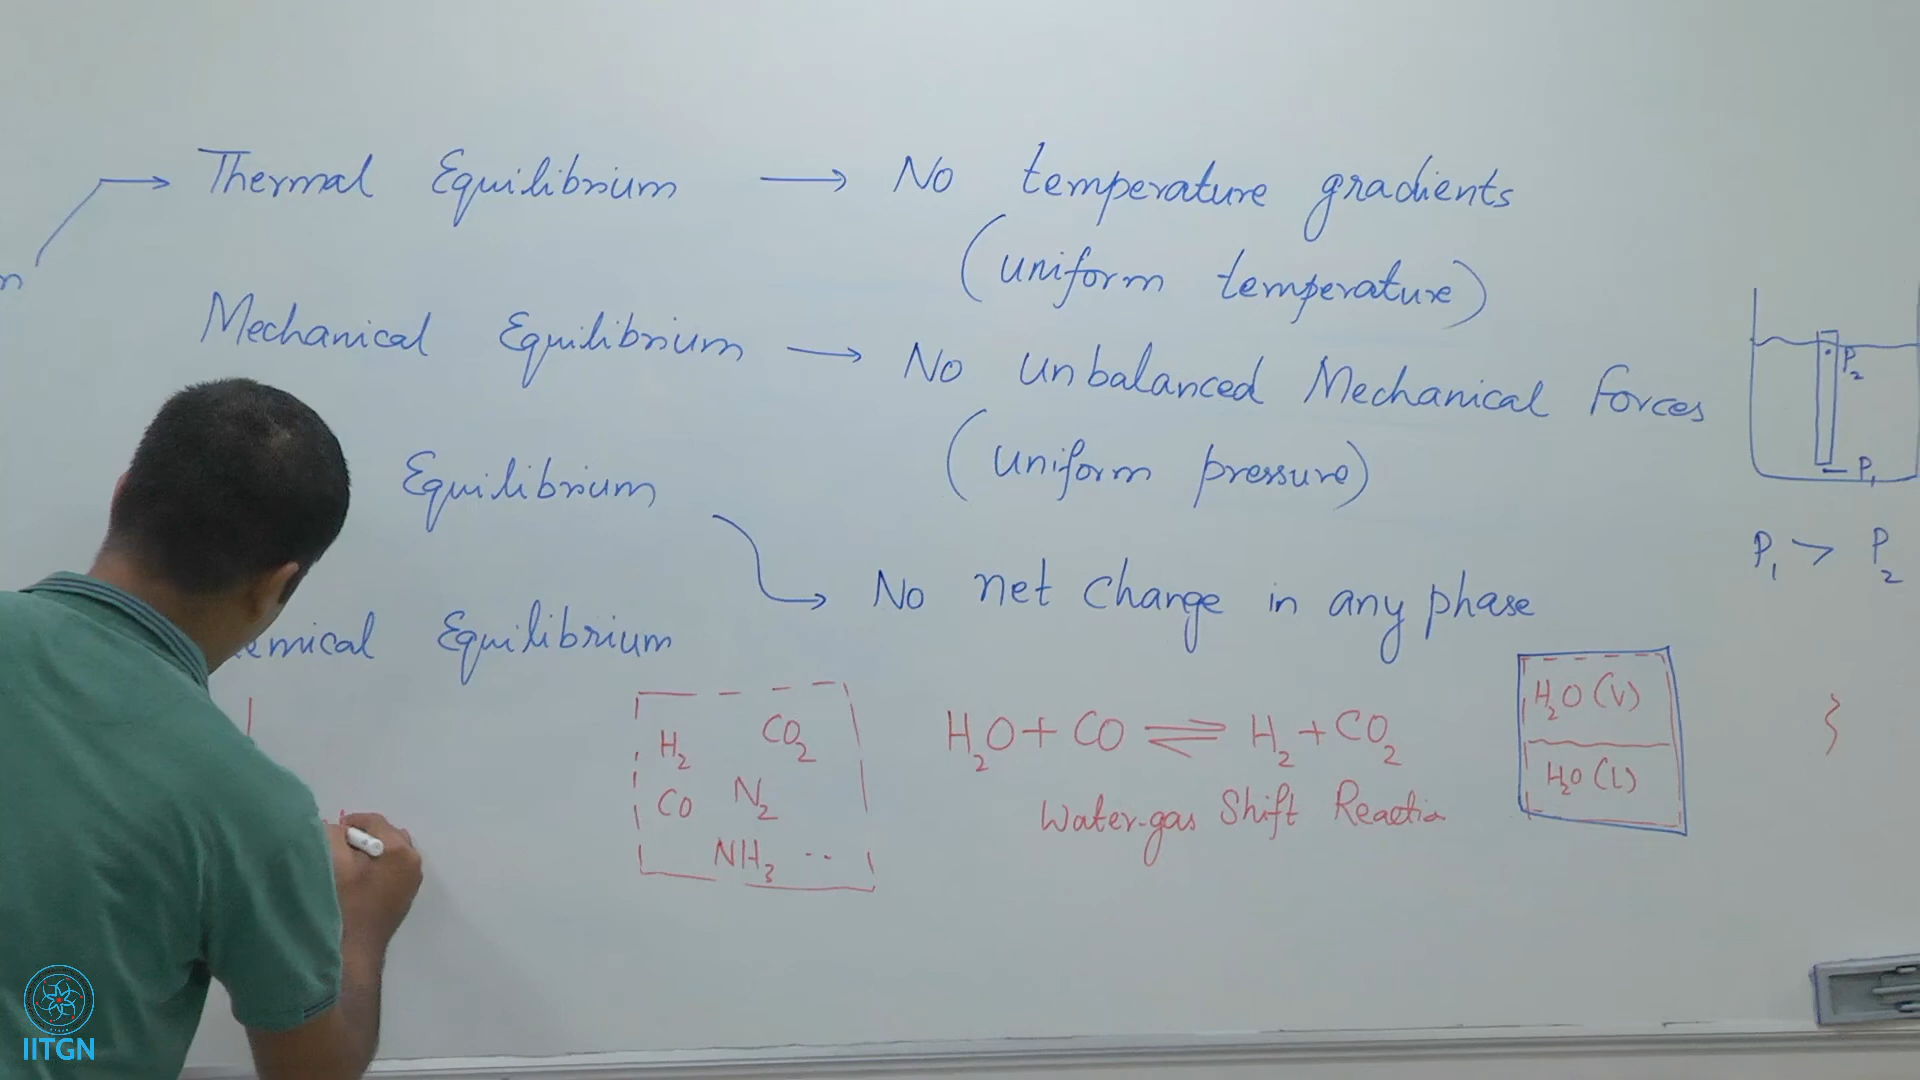 Thermal Equilibrium → No temperature gradients
(uniform temperature)
n
Mechanical Equilibrium → No Unbalanced Mechanical Forces
(uniform pressure)
P₂
P₁
Equilibrium
P₁ > P₂
No net change in any phase
emical Equilibrium
H₂ CO₂
CO N₂
NH₃ ..
H₂O + CO ⇌ H₂ + CO₂
Water-gas Shift Reactio
H₂O (V)
H₂O (L)
IITGN